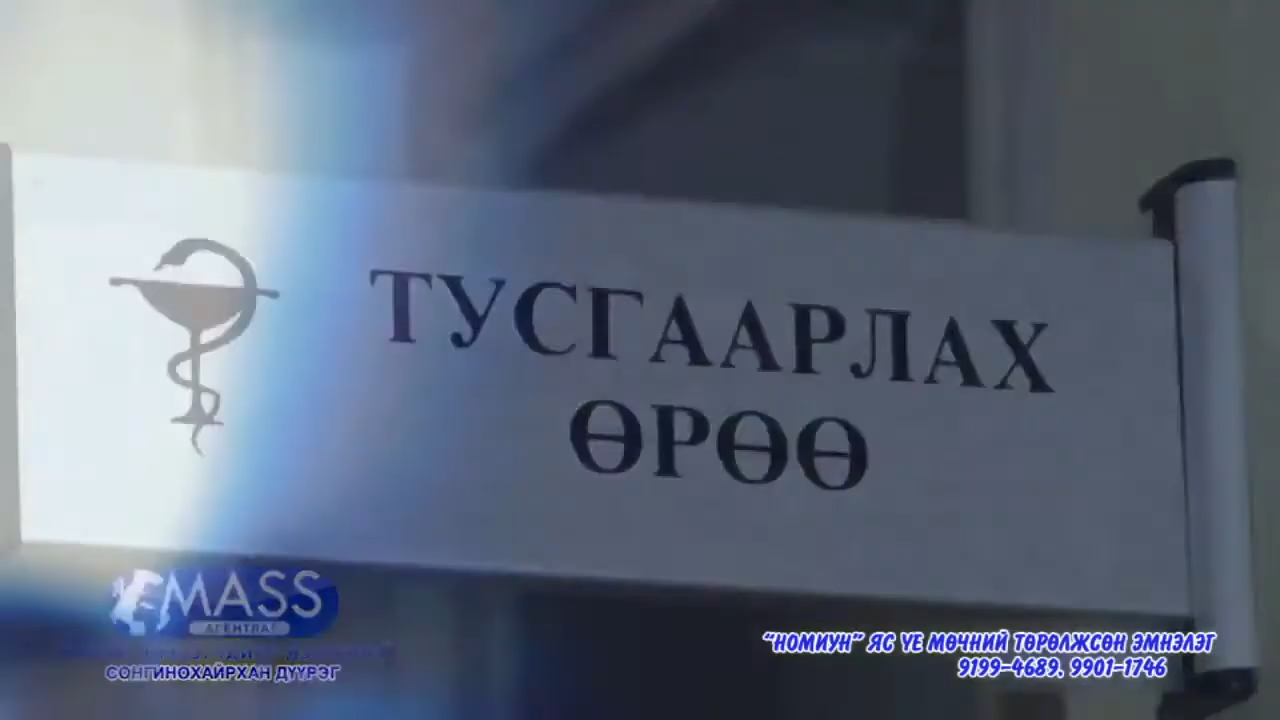 ТУСГААРЛАХ
ӨРӨӨ
MASS
АГЕНТЛАГ
СОНГИНОХАЙРХАН ДҮҮРЭГ
"НОМИУН" ЯС ҮЕ МӨЧНИЙ ТӨРӨЛЖСӨН ЭМНЭЛЭГ
9199-4689, 9901-1746